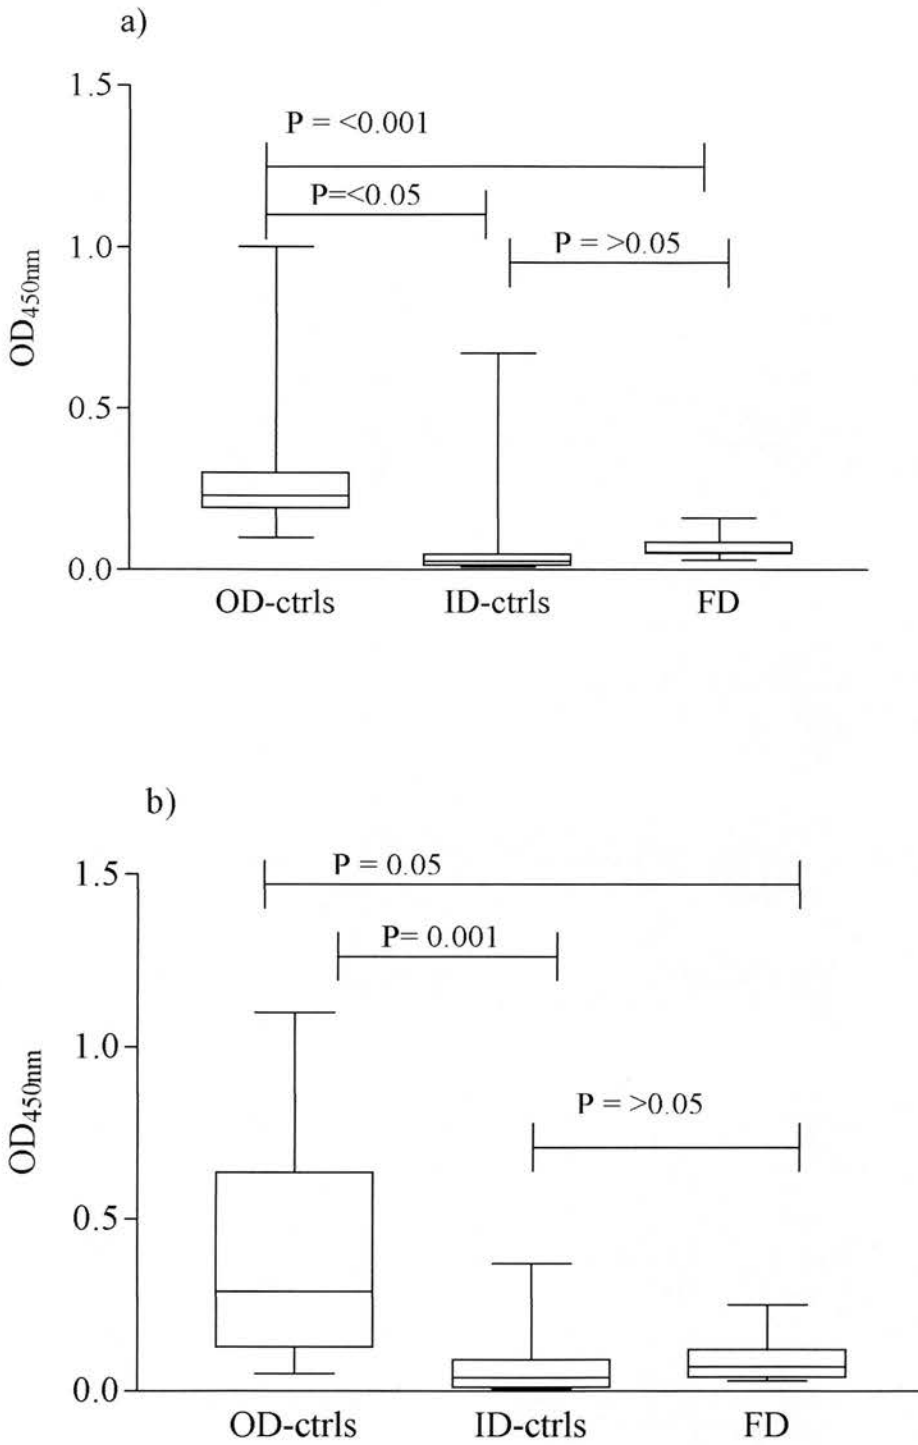 a)
1.5
P = <0.001
P=<0.05
1.0
P = >0.05
OD450nm
0.5
0.0
OD-ctrls ID-ctrls FD
b)
1.5
P = 0.05
P= 0.001
1.0
P = >0.05
OD450nm
0.5
0.0
OD-ctrls ID-ctrls FD